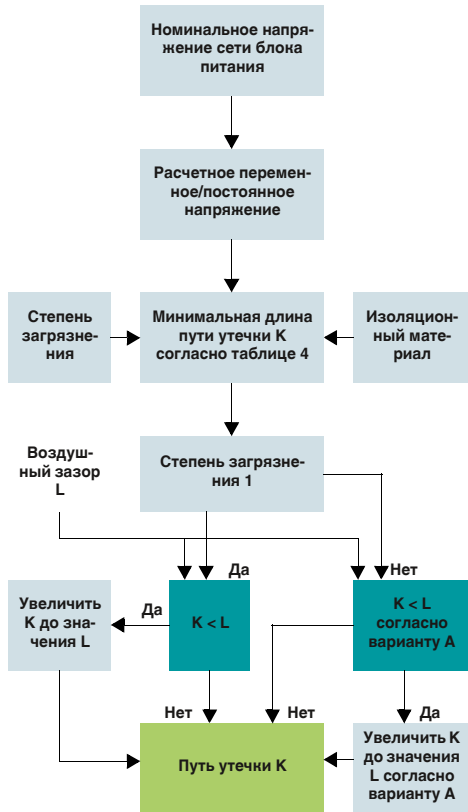 Номинальное напря-
жение сети блока
питания
Расчетное перемен-
ное/постоянное
напряжение
Степень
загрязне-
ния
Минимальная длина
пути утечки К
согласно таблице 4
Изоляцион-
ный мате-
риал
Воздуш-
ный зазор
L
Степень загрязне-
ния 1
Да
Нет
Увеличить
К до зна-
чения L
Да
K < L
K < L
согласно
варианту А
Нет
Нет
Да
Путь утечки К
Увеличить К
до значения
L согласно
варианту А